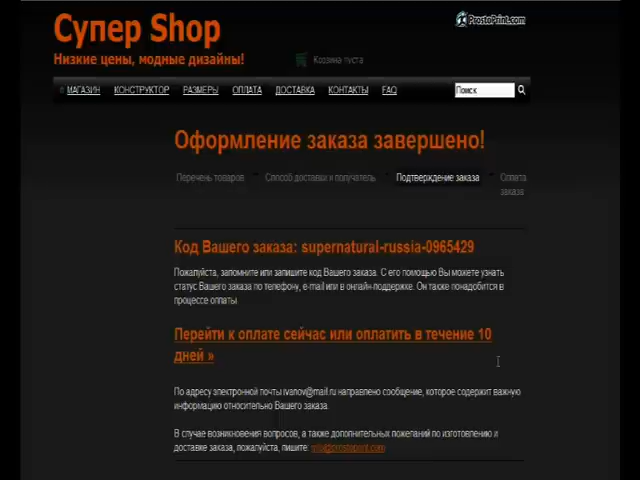 Супер Shop
Низкие цены, модные дизайны!
ProstoPrint.com
Корзина пуста
МАГАЗИН КОНСТРУКТОР РАЗМЕРЫ ОПЛАТА ДОСТАВКА КОНТАКТЫ FAQ Поиск
Оформление заказа завершено!
Перечень товаров Способ доставки и получатель Подтверждение заказа Оплата
заказа
Код Вашего заказа: supernatural-russia-0965429
Пожалуйста, запомните или запишите код Вашего заказа. С его помощью Вы можете узнать
статус Вашего заказа по телефону, e-mail или в онлайн-поддержке. Он также понадобится в
процессе оплаты.
Перейти к оплате сейчас или оплатить в течение 10
дней »
По адресу электронной почты ivanov@mail.ru направлено сообщение, которое содержит важную
информацию относительно Вашего заказа.
В случае возникновения вопросов, а также дополнительных пожеланий по изготовлению и
доставке заказа, пожалуйста, пишите: info@prostoprint.com